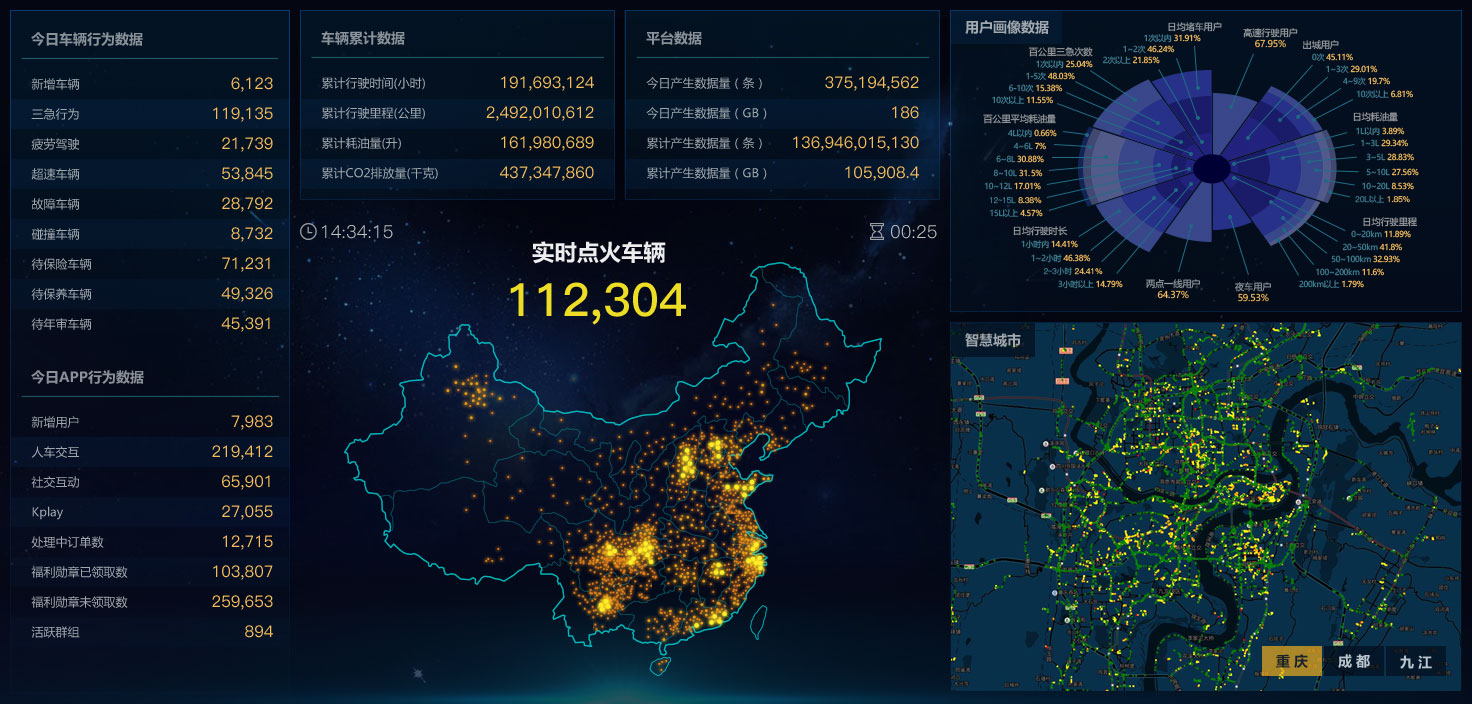 今日车辆行为数据
新增车辆 6,123
三急行为 119,135
疲劳驾驶 21,739
超速车辆 53,845
故障车辆 28,792
碰撞车辆 8,732
待保险车辆 71,231
待保养车辆 49,326
待年审车辆 45,391
今日APP行为数据
新增用户 7,983
人车交互 219,412
社交互动 65,901
Kplay 27,055
处理中订单数 12,715
福利勋章已领取数 103,807
福利勋章未领取数 259,653
活跃群组 894
车辆累计数据
累计行驶时间(小时) 191,693,124
累计行驶里程(公里) 2,492,010,612
累计耗油量(升) 161,980,689
累计CO2排放量(千克) 437,347,860
平台数据
今日产生数据量（条） 375,194,562
今日产生数据量（GB） 186
累计产生数据量（条） 136,946,015,130
累计产生数据量（GB） 105,908.4
14:34:15
00:25
实时点火车辆
112,304
用户画像数据
日均堵车用户
1次以内 31.91%
1~2次 46.24%
2次以上 21.85%
高速行驶用户
67.95%
出城用户
0次 45.11%
1~3次 29.01%
4~9次 19.7%
10次以上 6.81%
日均耗油量
1L以内 3.89%
1~3L 29.34%
3~5L 28.83%
5~10L 27.56%
10~20L 8.53%
20L以上 1.85%
日均行驶里程
0~20km 11.89%
20~50km 41.8%
50~100km 32.93%
100~200km 11.6%
200km以上 1.79%
夜车用户
59.53%
两点一线用户
64.37%
日均行驶时长
1小时内 14.41%
1~2小时 46.38%
2~3小时 24.41%
3小时以上 14.79%
百公里平均耗油量
4L以内 0.66%
4~6L 7%
6~8L 30.88%
8~10L 31.5%
10~12L 17.01%
12~15L 8.38%
15L以上 4.57%
百公里三急次数
1次以内 25.04%
1-5次 48.03%
6-10次 15.38%
10次以上 11.55%
智慧城市
重庆
成都
九江